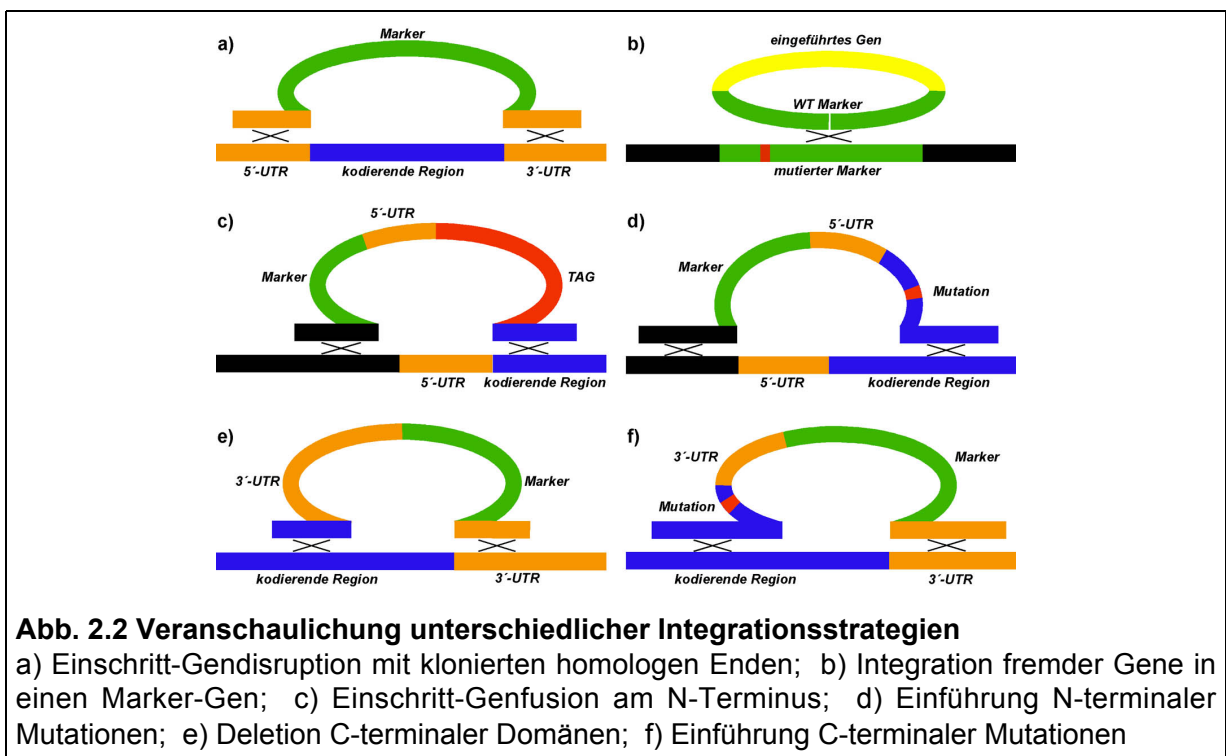 a)
Marker
5´-UTR
kodierende Region
3´-UTR
b)
eingeführtes Gen
WT Marker
mutierter Marker
c)
5´-UTR
Marker
TAG
5´-UTR
kodierende Region
d)
5´-UTR
Marker
Mutation
5´-UTR
kodierende Region
e)
3´-UTR
Marker
kodierende Region
3´-UTR
f)
3´-UTR
Marker
Mutation
kodierende Region
3´-UTR
Abb. 2.2 Veranschaulichung unterschiedlicher Integrationsstrategien
a) Einschritt-Gendisruption mit klonierten homologen Enden; b) Integration fremder Gene in
einen Marker-Gen; c) Einschritt-Genfusion am N-Terminus; d) Einführung N-terminaler
Mutationen; e) Deletion C-terminaler Domänen; f) Einführung C-terminaler Mutationen